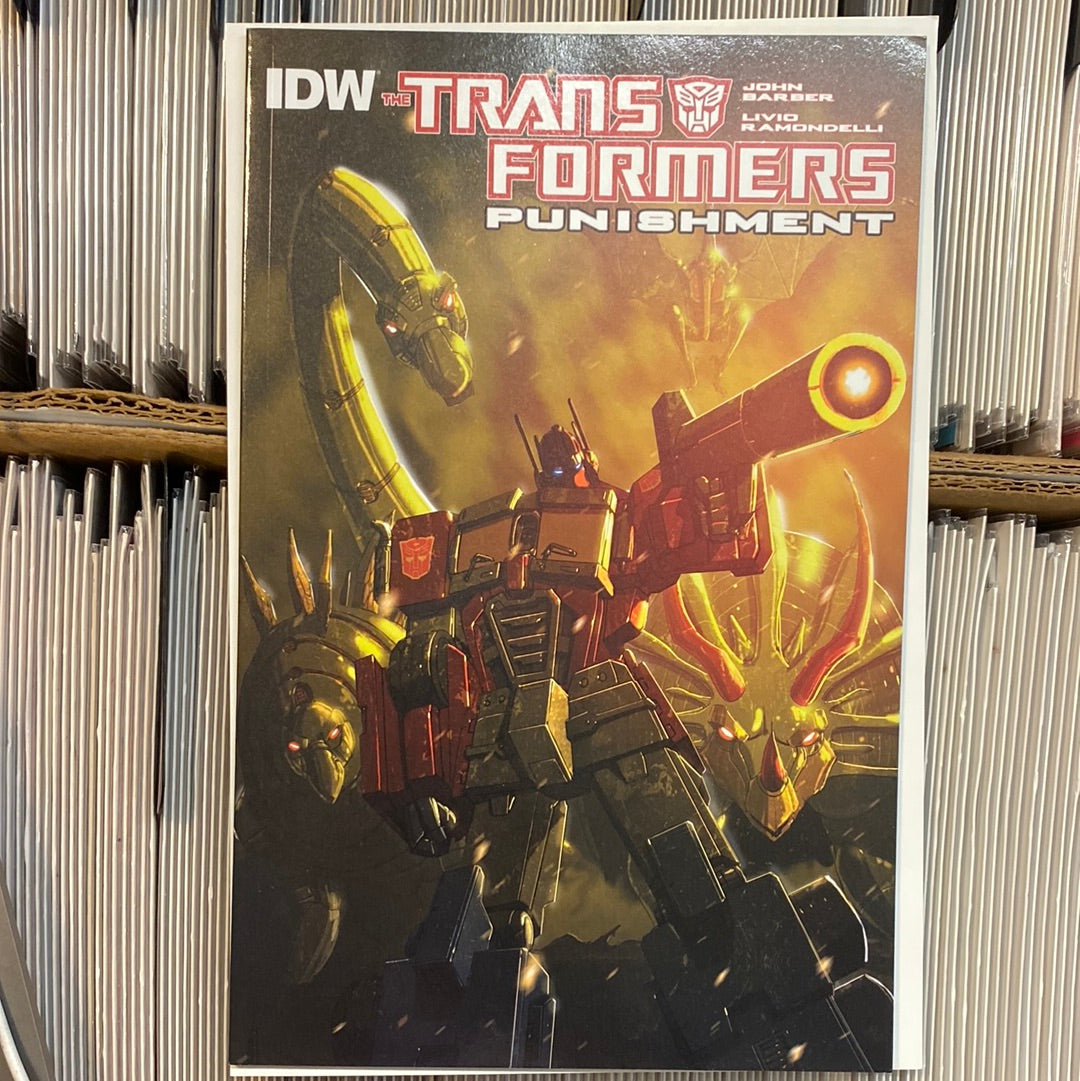 IDW
THE TRANS
FORMERS
PUNISHMENT
JOHN
BARBER
LIVIO
RAMONDELLI